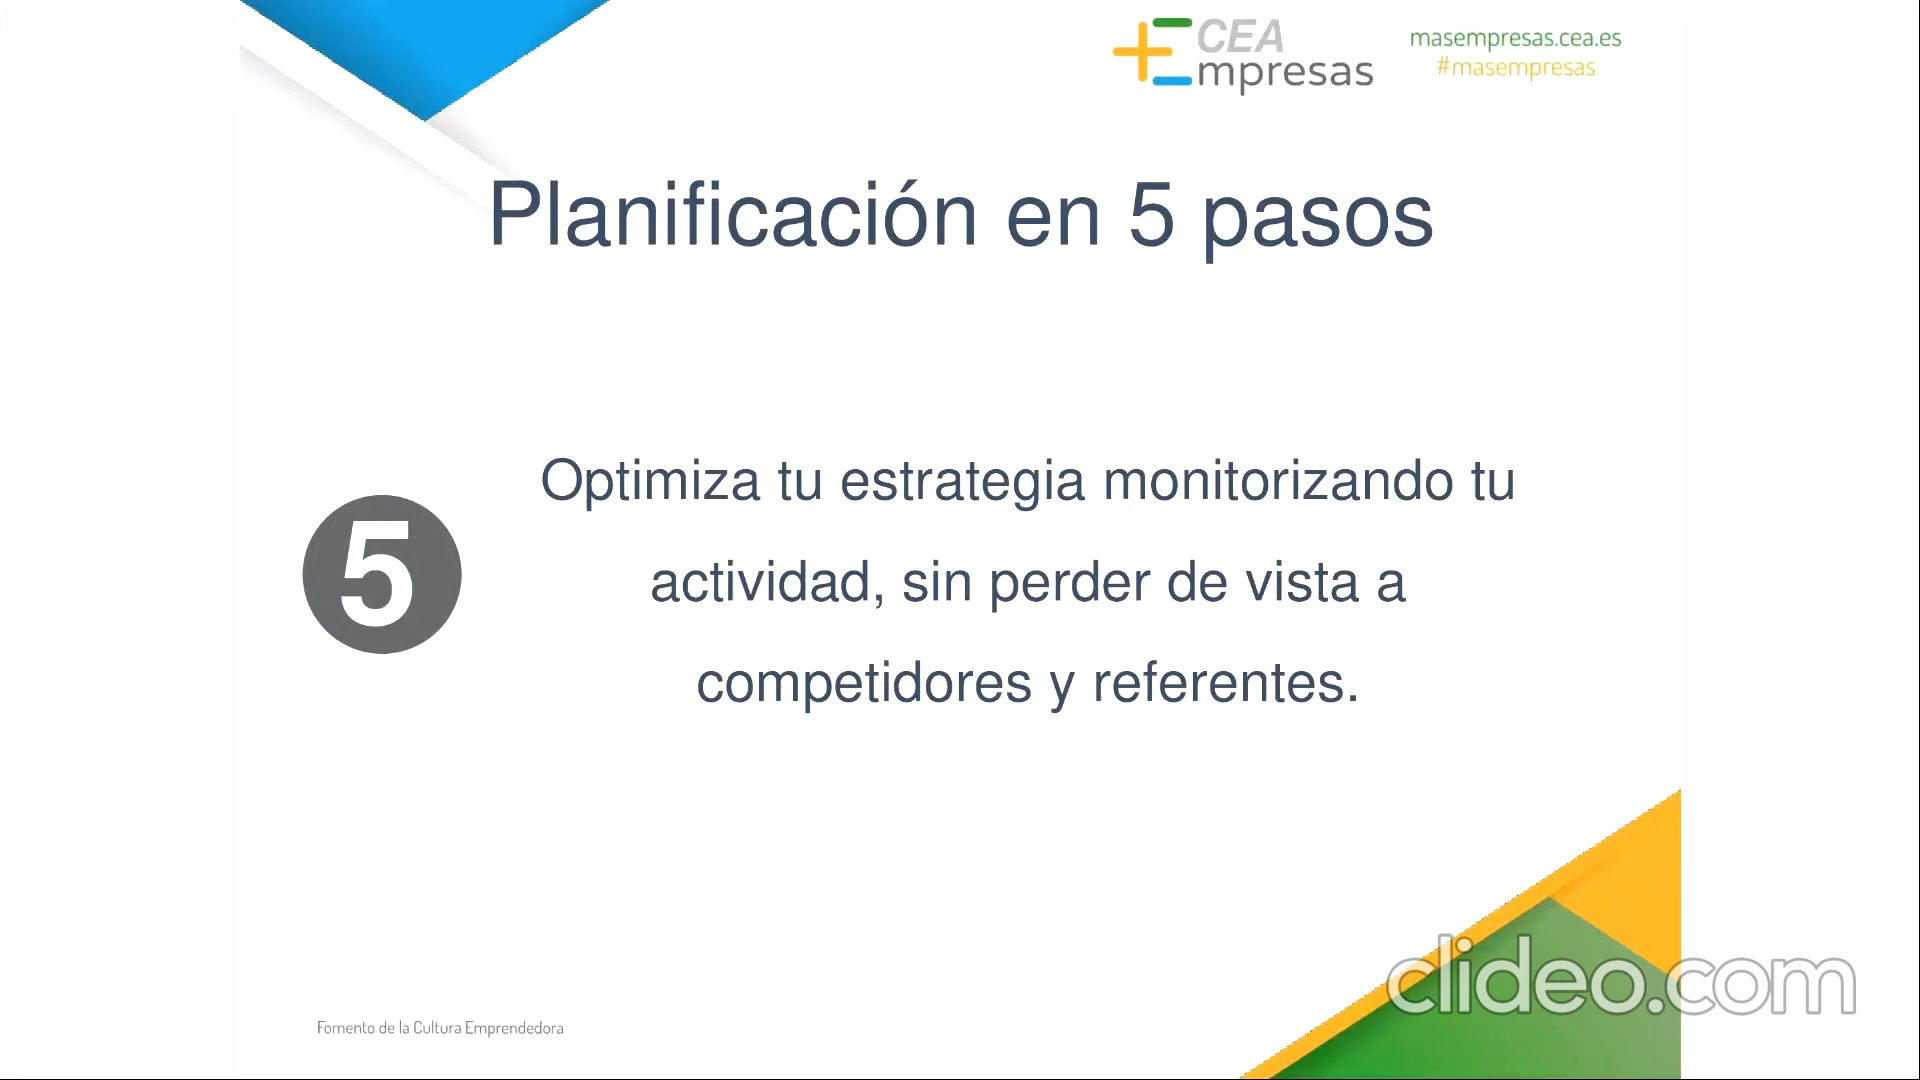 CEA
+Empresas
masempresas.cea.es
#masempresas
Planificación en 5 pasos
5
Optimiza tu estrategia monitorizando tu
actividad, sin perder de vista a
competidores y referentes.
clideo.com
Fomento de la Cultura Emprendedora